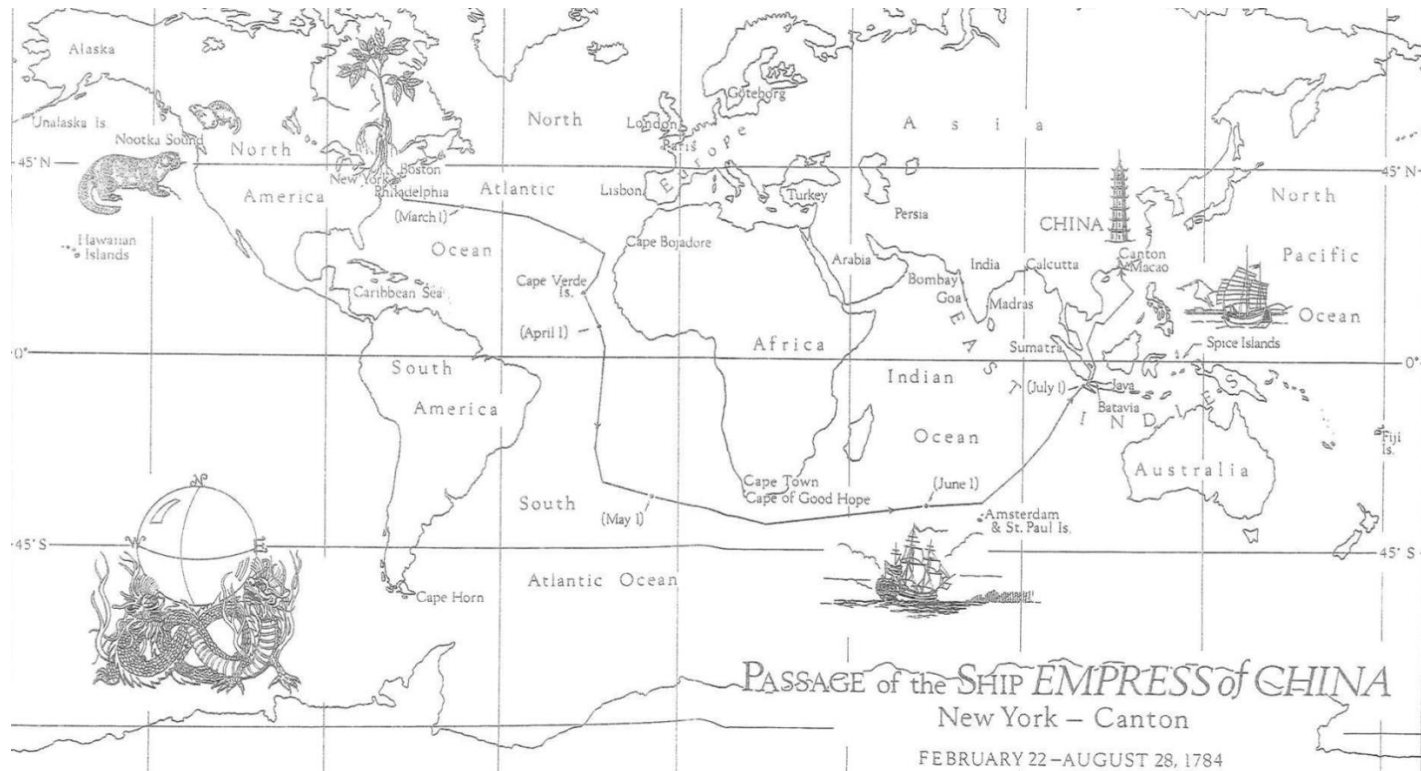 Alaska
Unalaska Is.
Nootka Sound
45°N
North
America
Hawaiian
Islands
New York
Boston
Philadelphia
(March 1)
North
Atlantic
Ocean
Caribbean Sea
Cape Verde
Is.
(April 1)
0°
South
America
London
Paris
Göteborg
Europe
Lisbon
Turkey
Cape Bojadore
Africa
Asia
Persia
Arabia
Bombay
Goa
India
Madras
Calcutta
CHINA
Canton
Macao
45°N
North
Pacific
Ocean
Spice Islands
Sumatra
0°
EAST
INDIES
(July 1)
Java
Batavia
Indian
Ocean
Australia
Fiji
Is.
Cape Town
Cape of Good Hope
(June 1)
Amsterdam
& St. Paul Is.
South
(May 1)
Atlantic Ocean
Cape Horn
45°S
45°S
N
W
E
PASSAGE of the SHIP EMPRESS of CHINA
New York – Canton
FEBRUARY 22–AUGUST 28, 1784